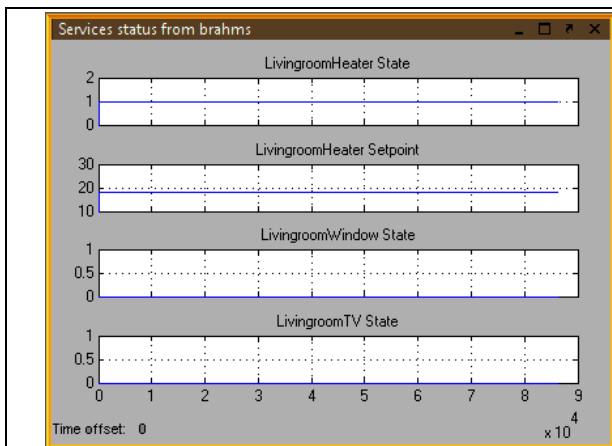 Services status from brahms
LivingroomHeater State
2
1
0
LivingroomHeater Setpoint
30
20
10
LivingroomWindow State
1
0.5
0
LivingroomTV State
1
0.5
0
0 1 2 3 4 5 6 7 8 9
Time offset: 0
x 10 4